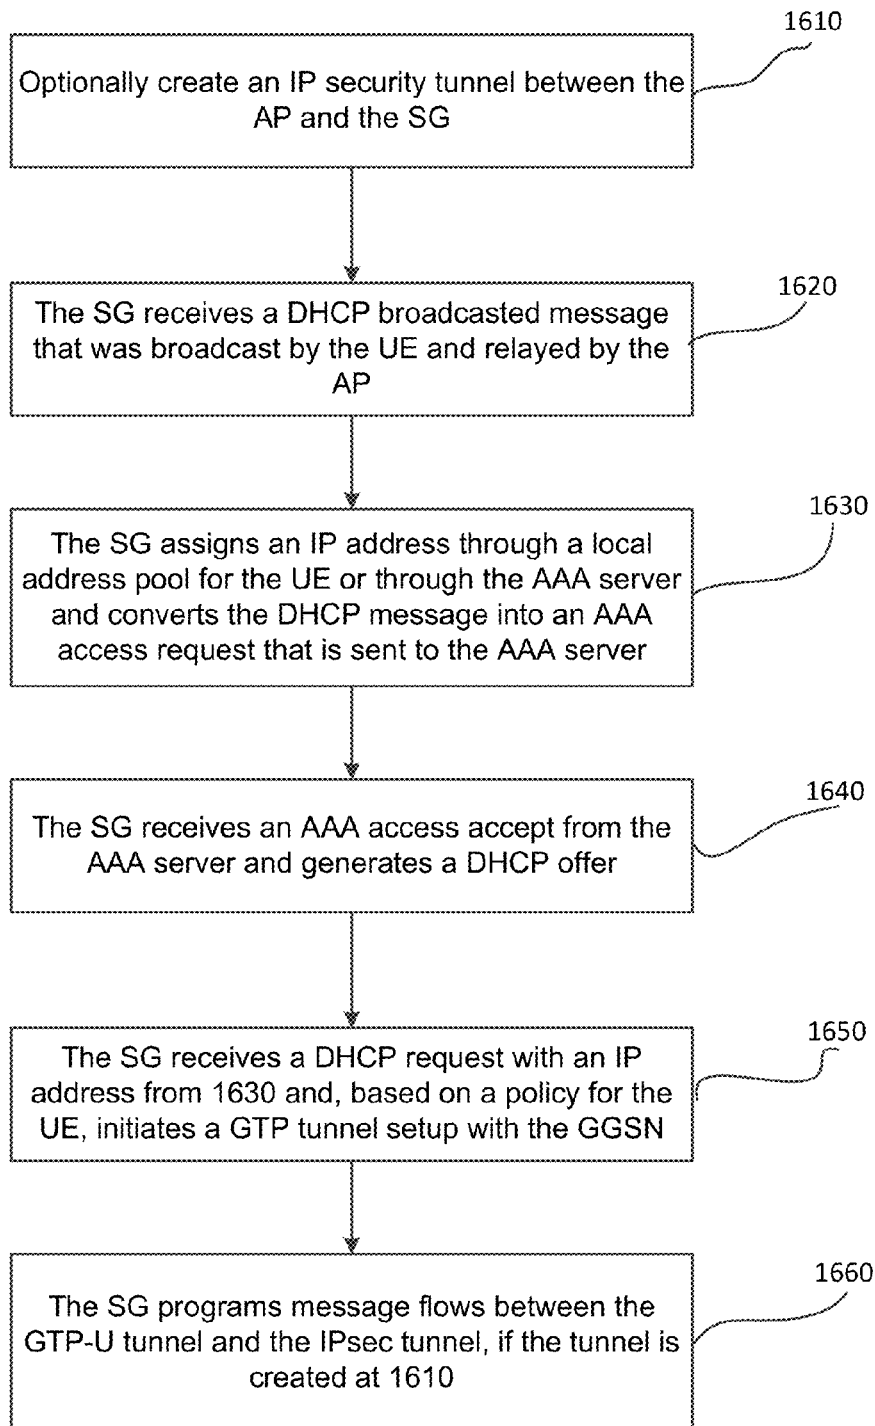 1610
Optionally create an IP security tunnel between the
AP and the SG
1620
The SG receives a DHCP broadcasted message
that was broadcast by the UE and relayed by the
AP
1630
The SG assigns an IP address through a local
address pool for the UE or through the AAA server
and converts the DHCP message into an AAA
access request that is sent to the AAA server
1640
The SG receives an AAA access accept from the
AAA server and generates a DHCP offer
1650
The SG receives a DHCP request with an IP
address from 1630 and, based on a policy for the
UE, initiates a GTP tunnel setup with the GGSN
1660
The SG programs message flows between the
GTP-U tunnel and the IPsec tunnel, if the tunnel is
created at 1610